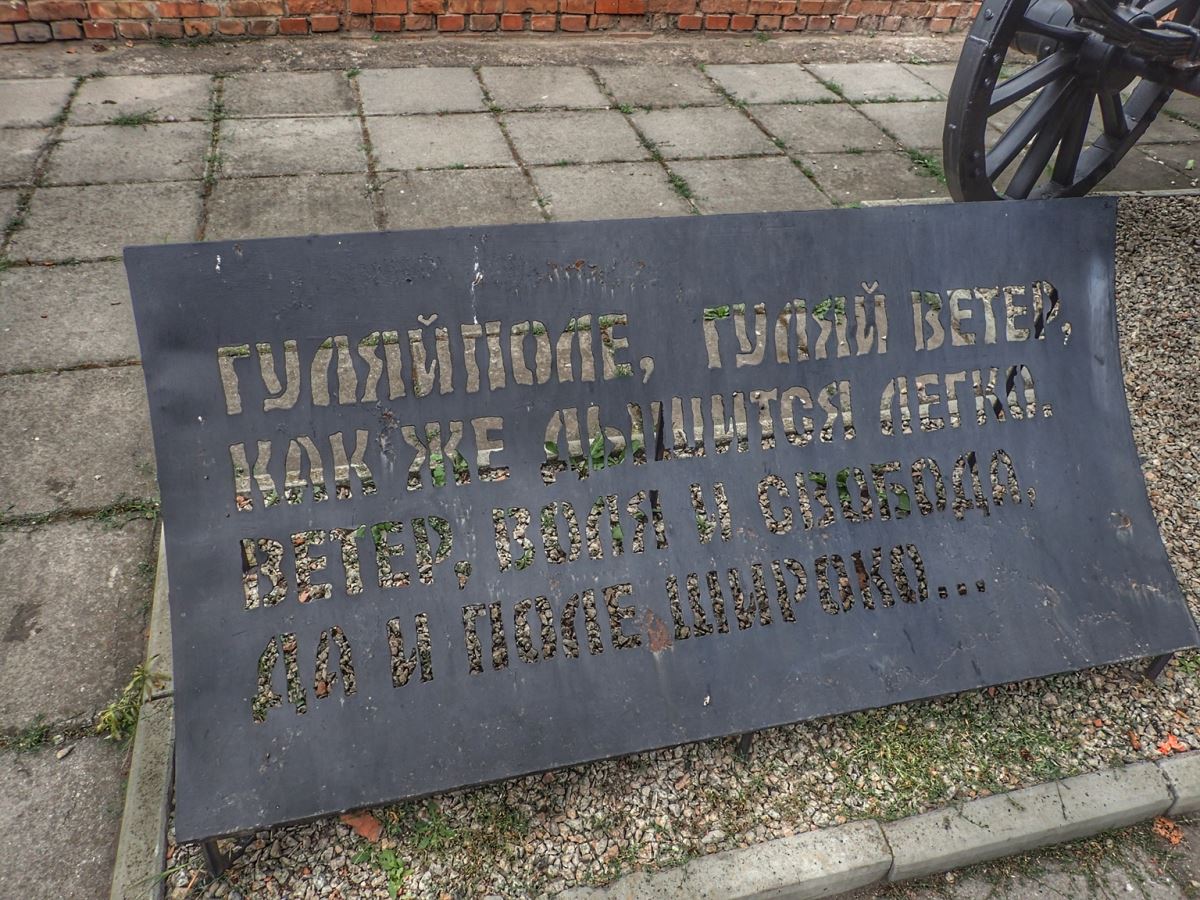 ГУЛЯЙПОЛЕ, ГУЛЯЙ ВЕТЕР,
КАК ЖЕ ДЫШИТСЯ ЛЕГКО.
ВЕТЕР, ВОЛЯ И СВОБОДА,
ДА И ПОЛЕ ШИРОКО...